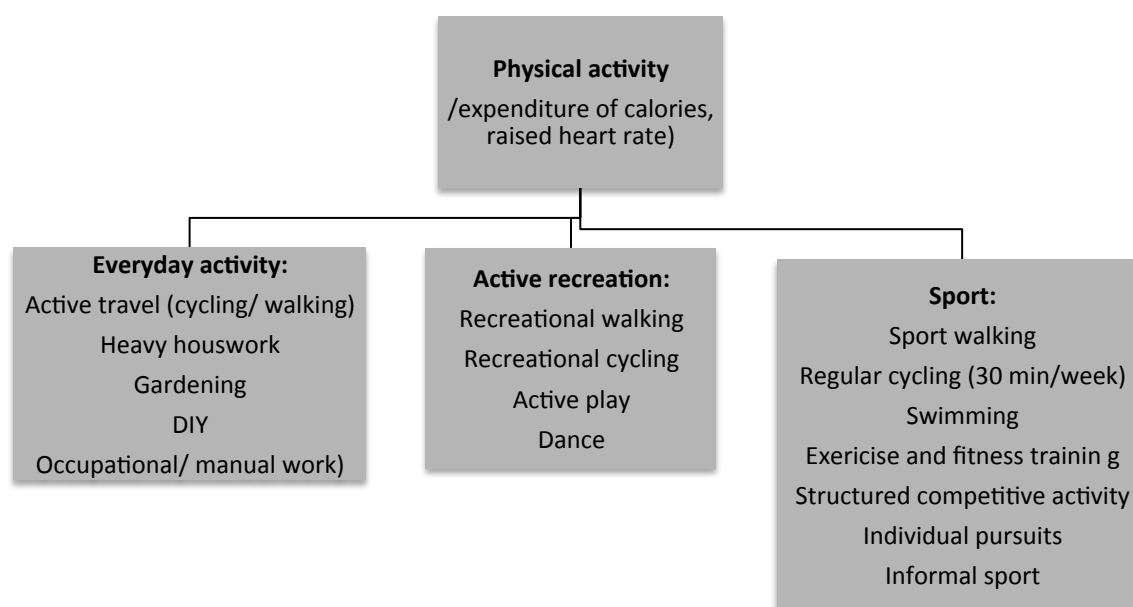 Physical activity
/expenditure of calories,
raised heart rate)
Everyday activity:
Active travel (cycling/ walking)
Heavy houswork
Gardening
DIY
Occupational/ manual work)
Active recreation:
Recreational walking
Recreational cycling
Active play
Dance
Sport:
Sport walking
Regular cycling (30 min/week)
Swimming
Exericise and fitness trainin g
Structured competitive activity
Individual pursuits
Informal sport